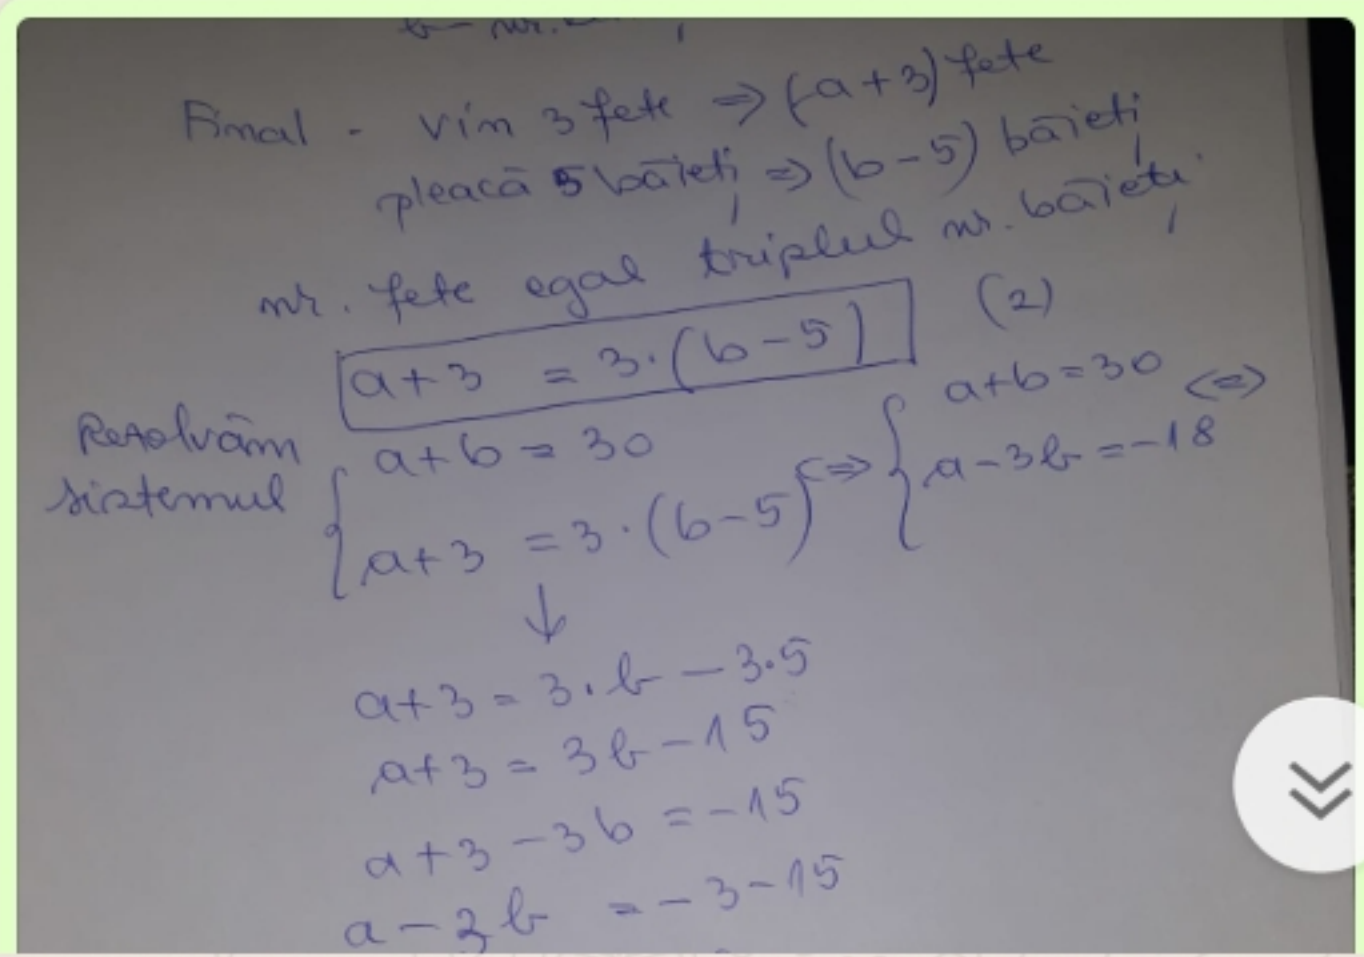 b - nr.
Final - vin 3 fete => (a+3) fete
pleacă 5 băieți => (b-5) băieți
nr. fete egal triplul nr. băieți
a+3 = 3·(b-5) (2)
Rezolvăm
sistemul
{ a+b = 30
{ a+3 = 3·(b-5) <=> { a+b = 30
{ a-3b = -18 <=>
↓
a+3 = 3·b - 3·5
a+3 = 3b - 15
a+3-3b = -15
a-3b = -3-15